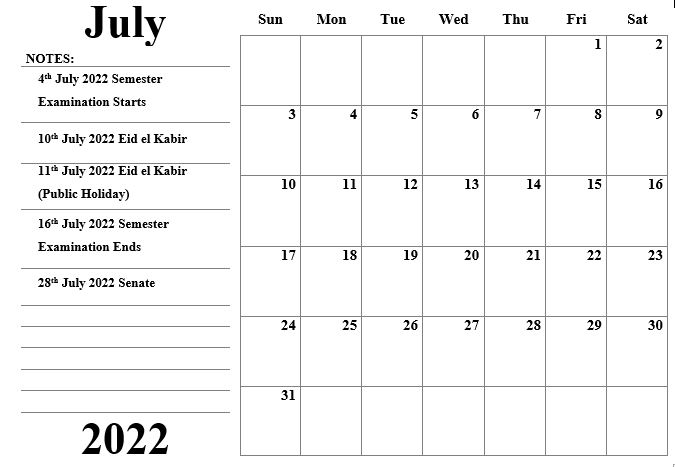 July
NOTES:
4th July 2022 Semester
Examination Starts
10th July 2022 Eid el Kabir
11th July 2022 Eid el Kabir
(Public Holiday)
16th July 2022 Semester
Examination Ends
28th July 2022 Senate
2022
Sun Mon Tue Wed Thu Fri Sat
1 2
3 4 5 6 7 8 9
10 11 12 13 14 15 16
17 18 19 20 21 22 23
24 25 26 27 28 29 30
31